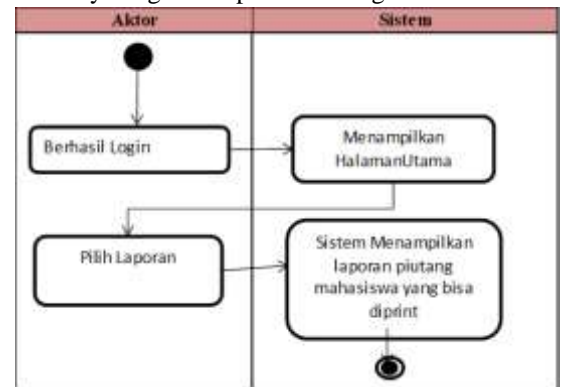 Aktor
Sistem
Berhasil Login
Menampilkan
HalamanUtama
Pilih Laporan
Sistem Menampilkan
laporan piutang
mahasiswa yang bisa
diprint